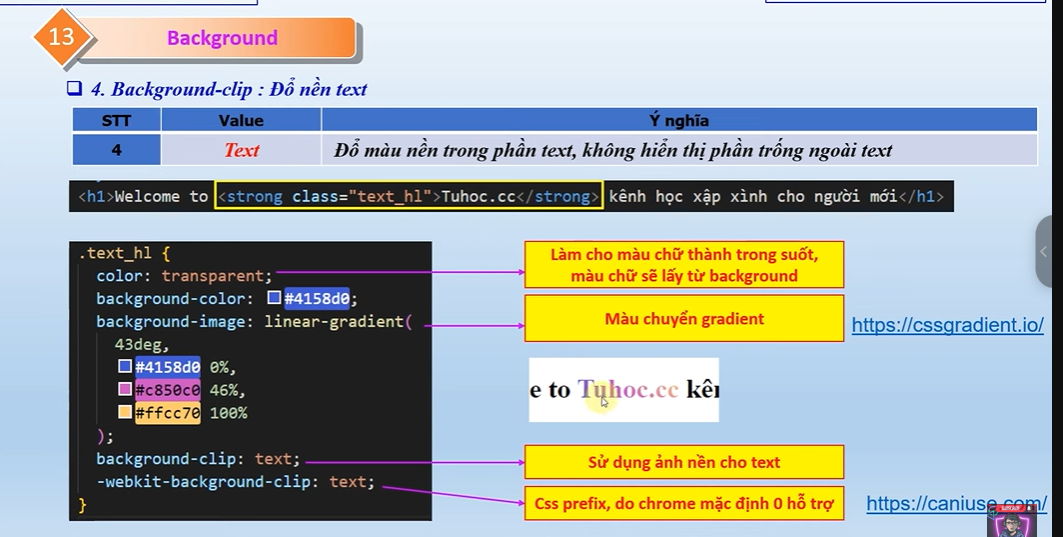 13 Background
4. Background-clip : Đổ nền text
STT Value Ý nghĩa
4 Text Đổ màu nền trong phần text, không hiển thị phần trống ngoài text
<h1>Welcome to <strong class="text_hl">Tuhoc.cc</strong> kênh học xập xình cho người mới</h1>
.text_hl {
color: transparent;
background-color: #4158d0;
background-image: linear-gradient(
43deg,
#4158d0 0%,
#c850c0 46%,
#ffcc70 100%
);
background-clip: text;
-webkit-background-clip: text;
}
Làm cho màu chữ thành trong suốt,
màu chữ sẽ lấy từ background
Màu chuyển gradient
https://cssgradient.io/
e to Tuhoc.cc kê
Sử dụng ảnh nền cho text
Css prefix, do chrome mặc định 0 hỗ trợ
https://caniuse.com/